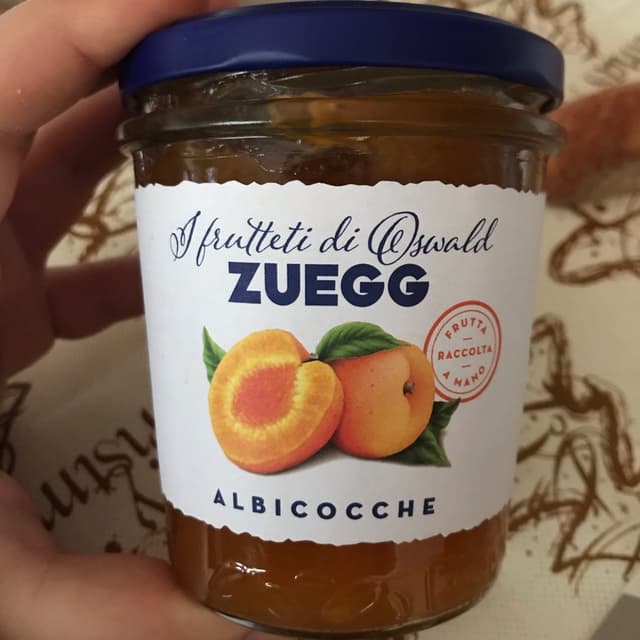 I frutteti di Oswald
ZUEGG
FRUTTA
RACCOLTA
A MANO
ALBICOCCHE